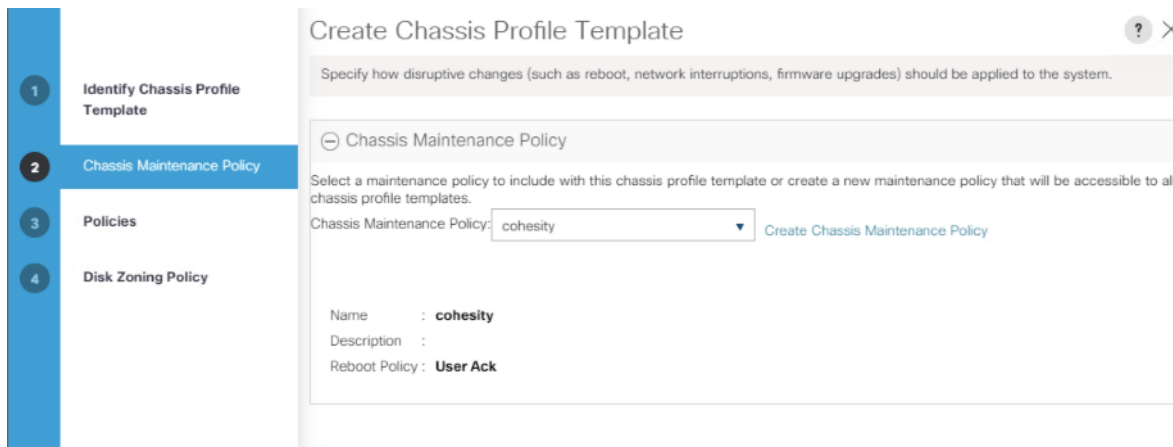 Create Chassis Profile Template
?
Specify how disruptive changes (such as reboot, network interruptions, firmware upgrades) should be applied to the system.
1
Identify Chassis Profile
Template
2
Chassis Maintenance Policy
3
Policies
4
Disk Zoning Policy
Chassis Maintenance Policy
Select a maintenance policy to include with this chassis profile template or create a new maintenance policy that will be accessible to al
chassis profile templates.
Chassis Maintenance Policy: cohesity Create Chassis Maintenance Policy
Name : cohesity
Description :
Reboot Policy : User Ack